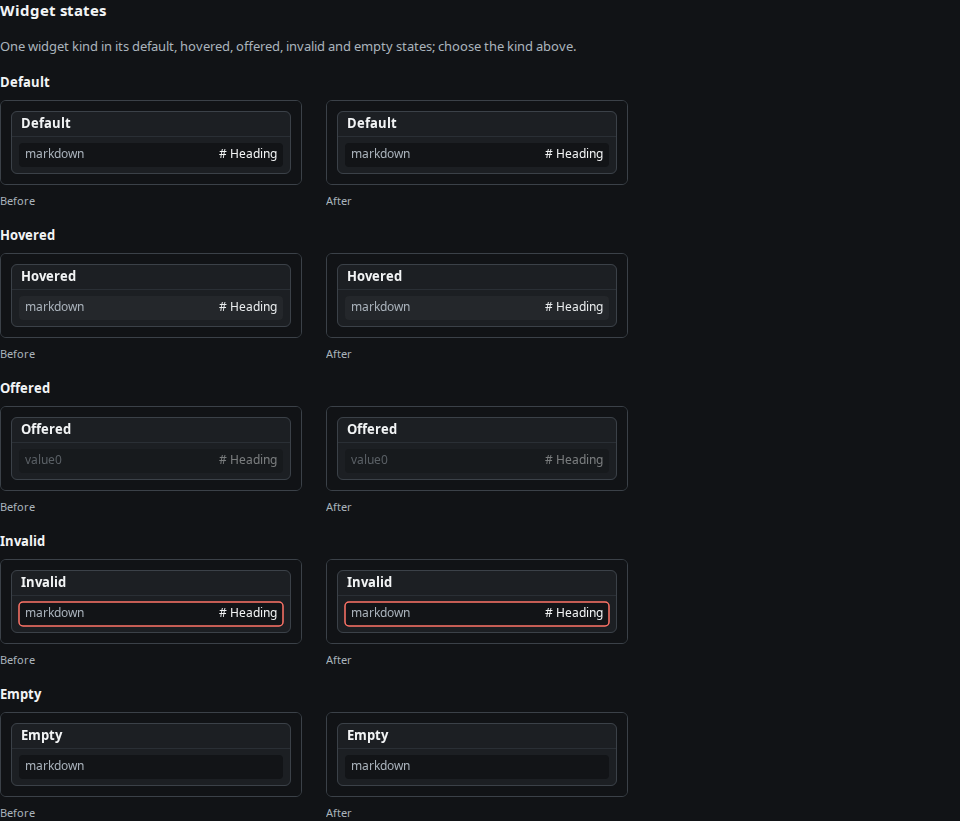 Widget states
One widget kind in its default, hovered, offered, invalid and empty states; choose the kind above.
Default
Default
Default
markdown # Heading
markdown # Heading
Before
After
Hovered
Hovered
Hovered
markdown # Heading
markdown # Heading
Before
After
Offered
Offered
Offered
value0 # Heading
value0 # Heading
Before
After
Invalid
Invalid
Invalid
markdown # Heading
markdown # Heading
Before
After
Empty
Empty
Empty
markdown
markdown
Before
After